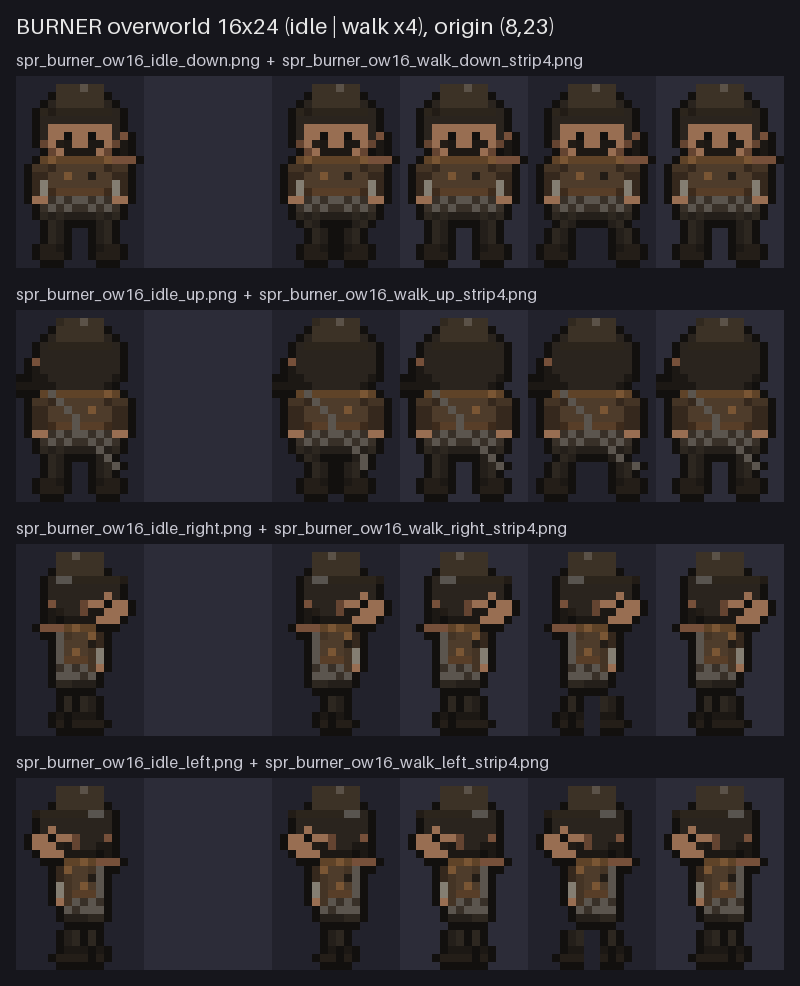 BURNER overworld 16x24 (idle | walk x4), origin (8,23)
spr_burner_ow16_idle_down.png + spr_burner_ow16_walk_down_strip4.png
spr_burner_ow16_idle_up.png + spr_burner_ow16_walk_up_strip4.png
spr_burner_ow16_idle_right.png + spr_burner_ow16_walk_right_strip4.png
spr_burner_ow16_idle_left.png + spr_burner_ow16_walk_left_strip4.png